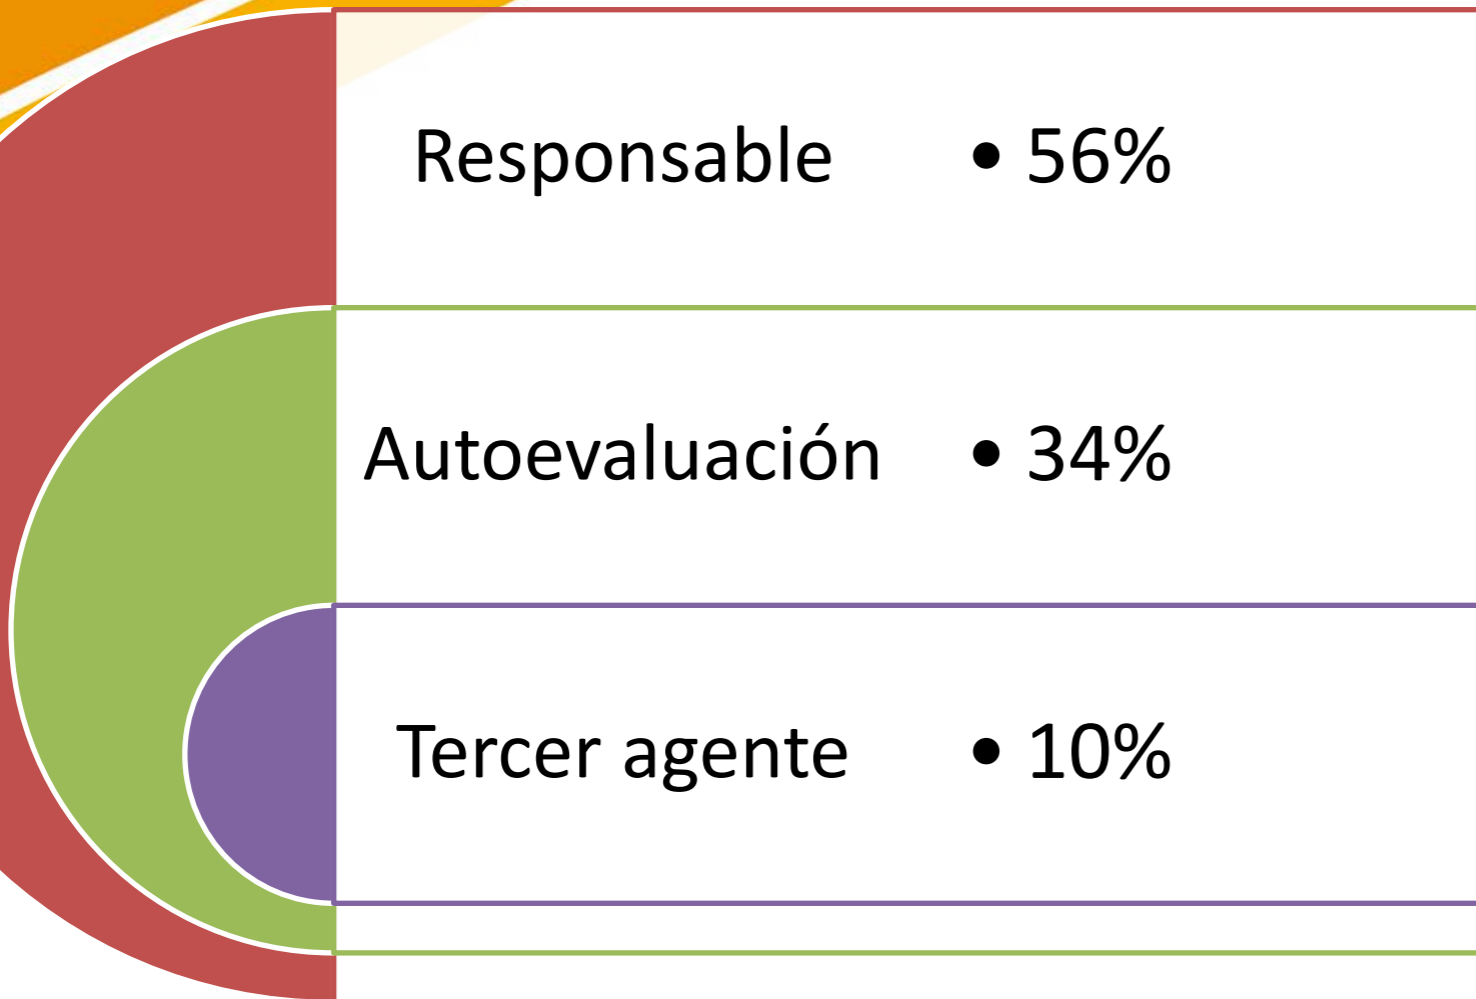 Responsable • 56%
Autoevaluación • 34%
Tercer agente • 10%